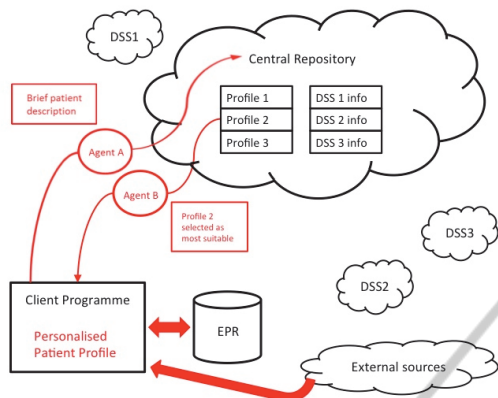 DSS1
Central Repository
Brief patient
description
Profile 1
DSS 1 info
Profile 2
DSS 2 info
Profile 3
DSS 3 info
Agent A
Agent B
Profile 2
selected as
most suitable
DSS3
DSS2
Client Programme
Personalised
Patient Profile
EPR
External sources